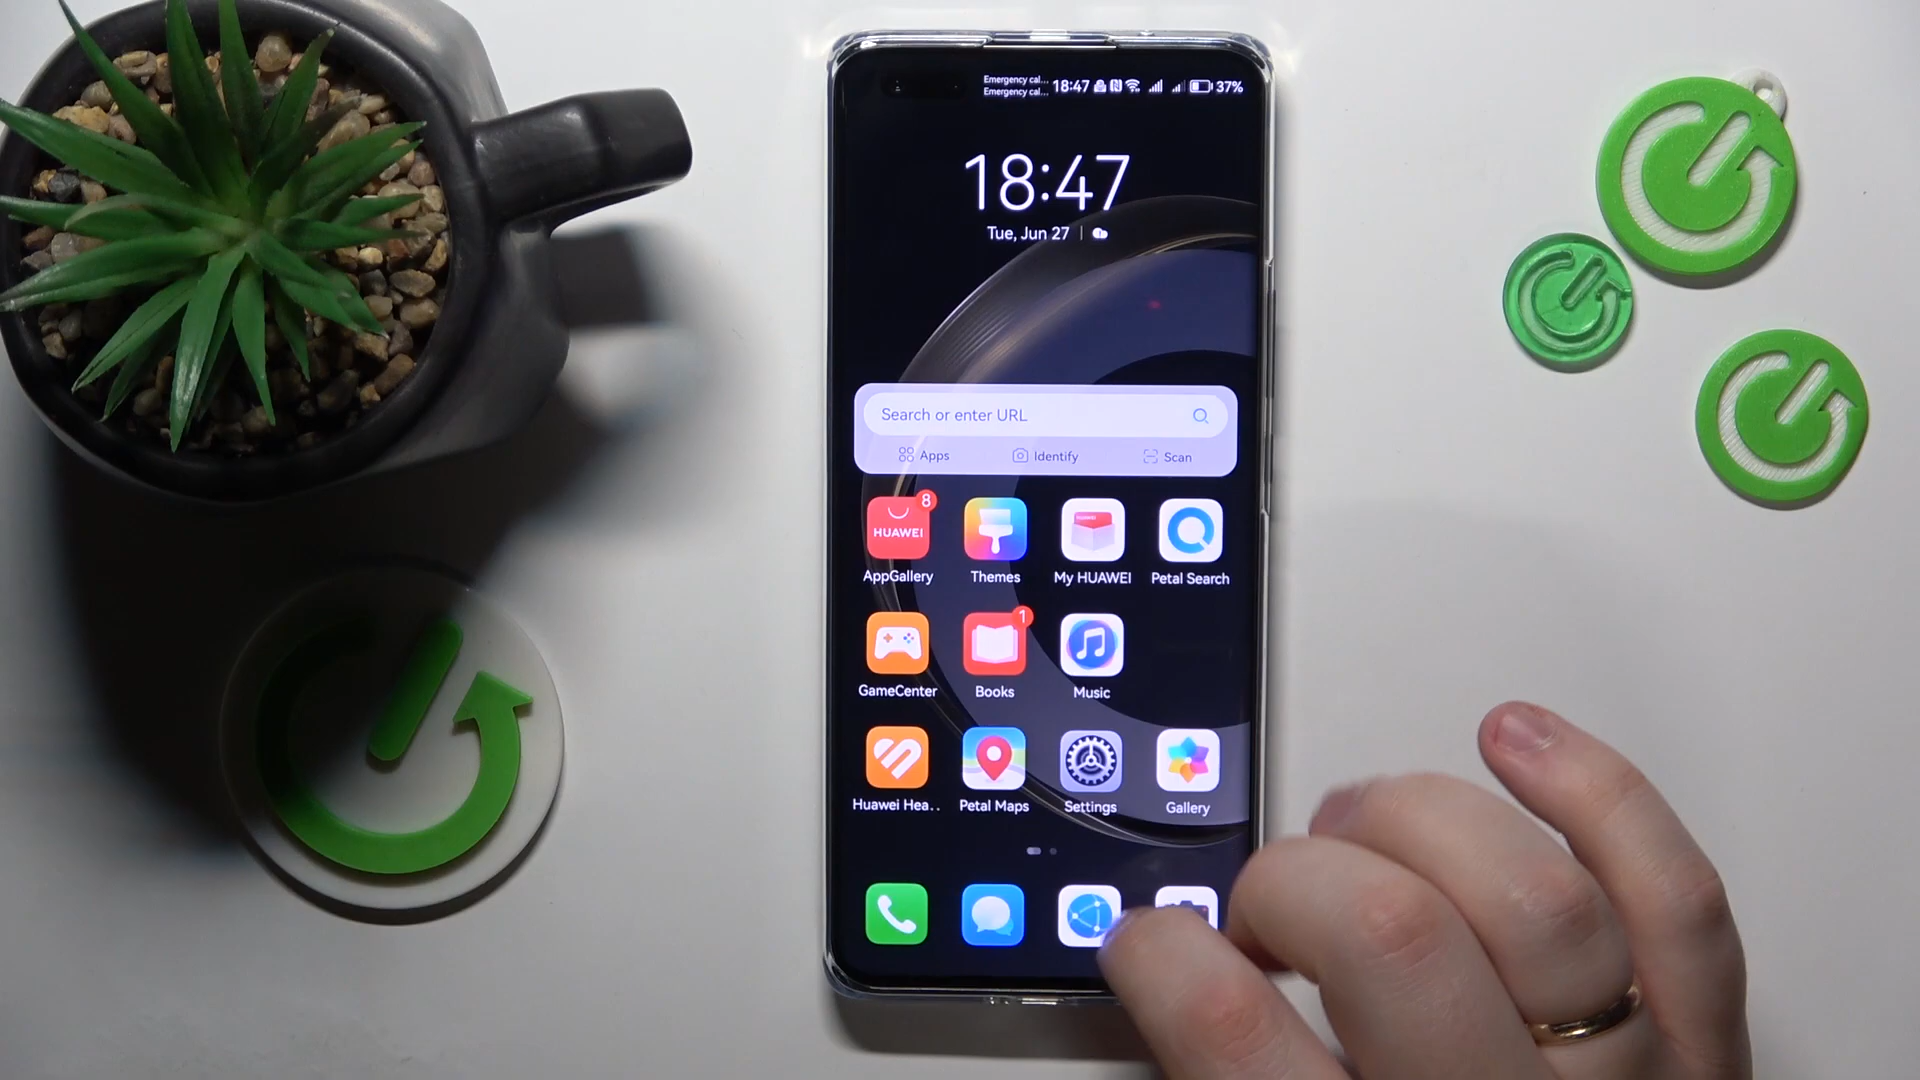 Emergency cal...
Emergency cal...
18:47
37%
18:47
Tue, Jun 27
Search or enter URL
Apps
Identify
Scan
8
HUAWEI
AppGallery
Themes
HUAWEI
My HUAWEI
Petal Search
GameCenter
1
Books
Music
Huawei Hea..
Petal Maps
Settings
Gallery